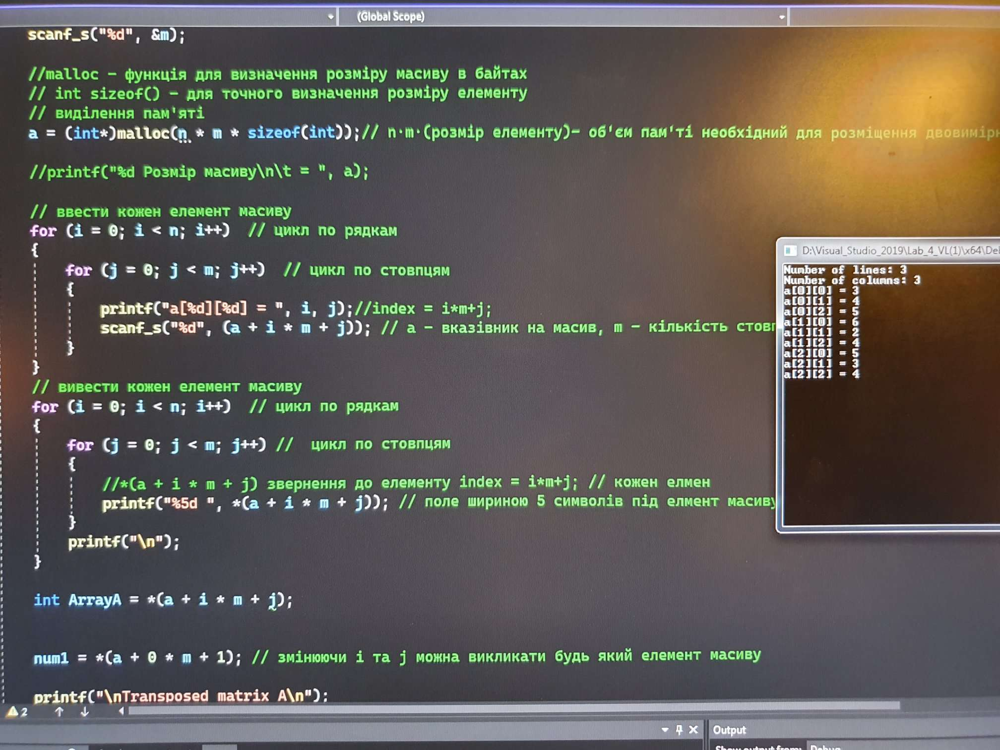 (Global Scope)
scanf_s("%d", &m);
//malloc – функція для визначення розміру масиву в байтах
// int sizeof() – для точного визначення розміру елементу
// виділення пам'яті
a = (int*)malloc(n * m * sizeof(int));// n·m·(розмір елементу)– об'єм пам'ті необхідний для розміщення
//printf("%d Розмір масиву\n\t = ", a);
// ввести кожен елемент масиву
for (i = 0; i < n; i++)  // цикл по рядкам
{
for (j = 0; j < m; j++)  // цикл по стовпцям
{
printf("a[%d][%d] = ", i, j);//index = i*m+j;
scanf_s("%d", (a + i * m + j)); // a – вказівник на масив, m – кількість
}
}
// вивести кожен елемент масиву
for (i = 0; i < n; i++)  // цикл по рядкам
{
for (j = 0; j < m; j++) //  цикл по стовпцям
{
//*(a + i * m + j) звернення до елементу index = i*m+j; // кожен елмен
printf("%5d ", *(a + i * m + j)); // поле шириною 5 символів під елмент масиву
}
printf("\n");
}
int ArrayA = *(a + i * m + j);
num1 = *(a + 0 * m + 1); // змінюючи i та j можна викликати будь який елемент масиву
printf("\nTransposed matrix A\n");
2
Output
Show output from: Debug
D:\Visual_Studio_2019\Lab_4_VL(1)\x64\De
Number of lines: 3
Number of columns: 3
a[0][0] = 3
a[0][1] = 4
a[0][2] = 5
a[1][0] = 6
a[1][1] = 2
a[1][2] = 4
a[2][0] = 5
a[2][1] = 3
a[2][2] = 4